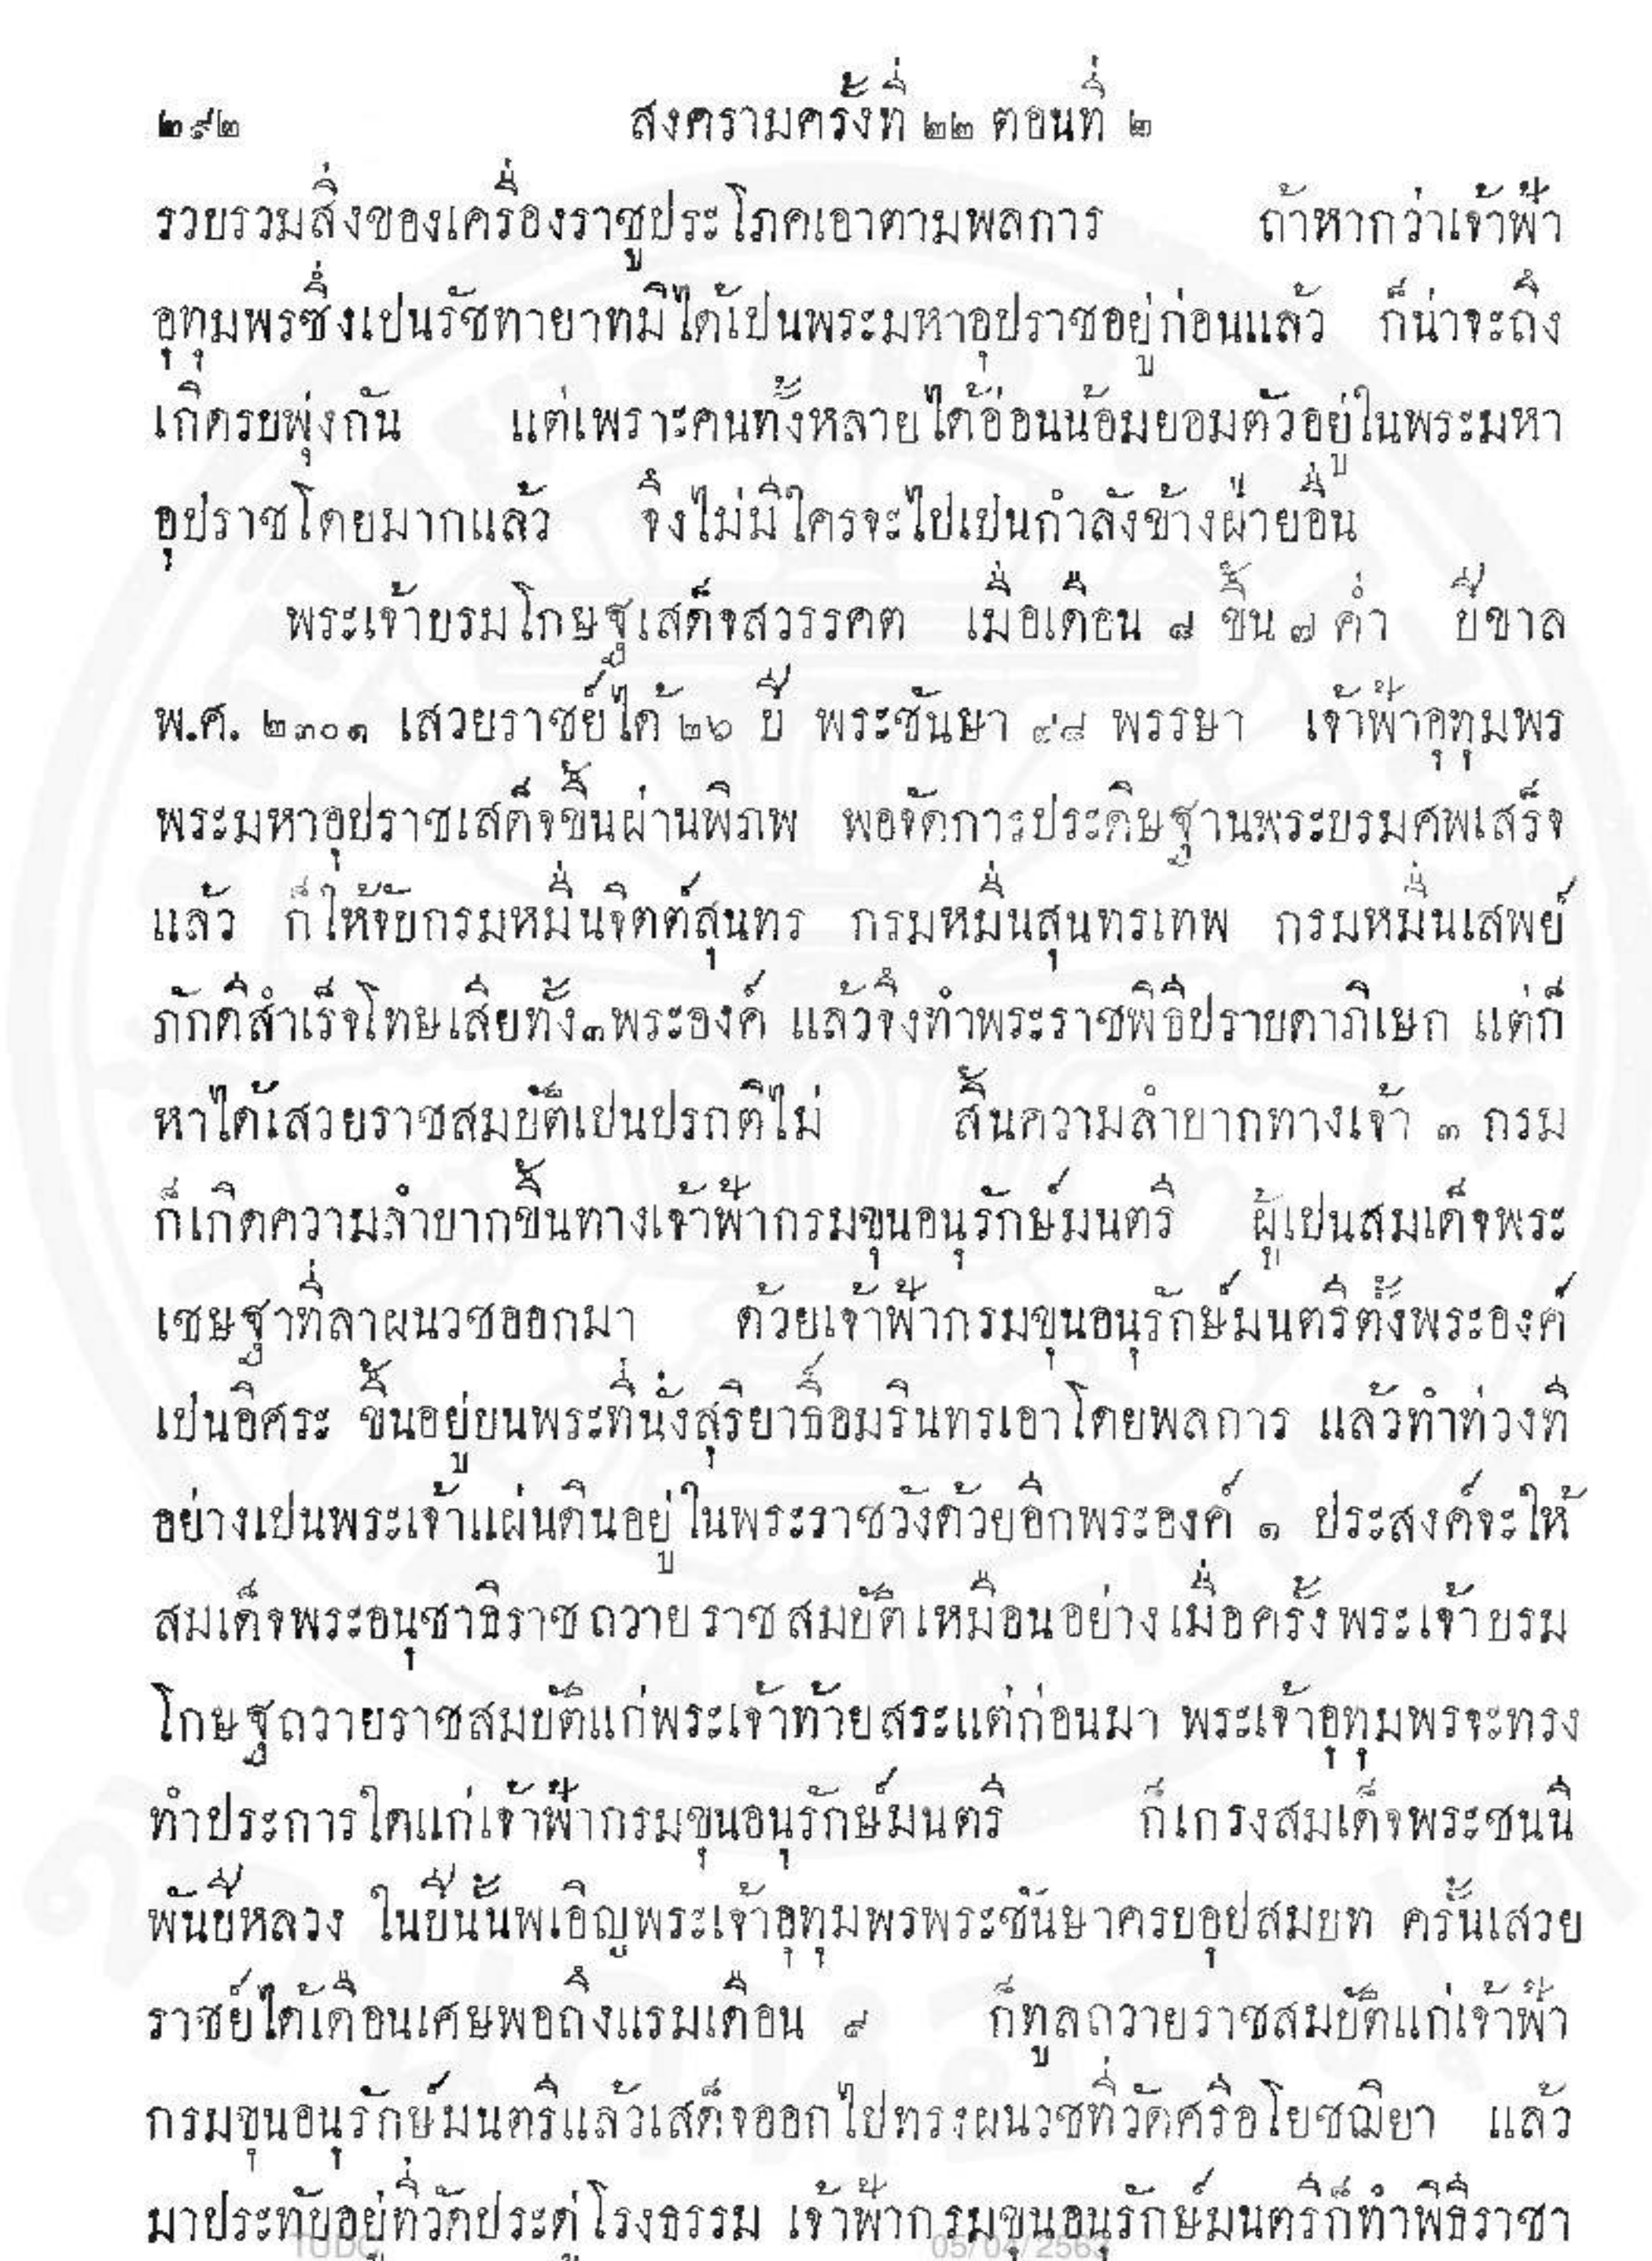 ๒๙๒ สงครามครั้งที่ ๒๒ ตอนที่ ๒
รวบรวมสิ่งของเครื่องราชูประโภคเอาตามพลการ ถ้าหากว่าเจ้าฟ้า
อุทุมพรซึ่งเปนรัชทายาทมิได้เปนพระมหาอุปราชอยู่ก่อนแล้ว ก็น่าจะถึง
เกิดรบพุ่งกัน แต่เพราะคนทั้งหลายได้อ่อนน้อมยอมตัวอยู่ในพระมหา
อุปราชโดยมากแล้ว จึงไม่มีใครจะไปเปนกำลังข้างฝ่ายอื่น
พระเจ้าบรมโกษฐเสด็จสวรรคต เมื่อเดือน ๘ ขึ้น ๗ ค่ำ ปีขาล
พ.ศ. ๒๓๐๑ เสวยราชย์ได้ ๒๖ ปี พระชันษา ๙๘ พรรษา เจ้าฟ้าอุทุมพร
พระมหาอุปราชเสด็จขึ้นผ่านพิภพ พอจัดการประดิษฐานพระบรมศพเสร็จ
แล้ว ก็ให้จับกรมหมื่นจิตต์สุนทร กรมหมื่นสุนทรเทพ กรมหมื่นเสพย์
ภักดีสำเร็จโทษเสียทั้ง๓พระองค์ แล้วจึงทำพระราชพิธีปราบดาภิเษก แต่ก็
หาได้เสวยราชสมบัติเปนปรกติไม่ สิ้นความลำบากทางเจ้า ๓ กรม
ก็เกิดความลำบากขึ้นทางเจ้าฟ้ากรมขุนอนุรักษ์มนตรี ผู้เปนสมเด็จพระ
เชษฐาที่ลาผนวชออกมา ด้วยเจ้าฟ้ากรมขุนอนุรักษ์มนตรีตั้งพระองค์
เปนอิศระ ขึ้นอยู่บนพระที่นั่งสุริยาธิ์อมรินทรเอาโดยพลการ แล้วทำท่วงที
อย่างเปนพระเจ้าแผ่นดินอยู่ในพระราชวังด้วยอีกพระองค์ ๑ ประสงค์จะให้
สมเด็จพระอนุชาธิราชถวายราชสมบัติเหมือนอย่างเมื่อครั้งพระเจ้าบรม
โกษฐถวายราชสมบัติแก่พระเจ้าท้ายสระแต่ก่อนมา พระเจ้าอุทุมพรจะทรง
ทำประการใดแก่เจ้าฟ้ากรมขุนอนุรักษ์มนตรี ก็เกรงสมเด็จพระชนนี
พันปีหลวง ในปีนั้นพเอิญพระเจ้าอุทุมพรพระชันษาครบอุปสมบท ครั้นเสวย
ราชย์ได้เดือนเศษพอถึงแรมเดือน ๙ ก็ทูลถวายราชสมบัติแก่เจ้าฟ้า
กรมขุนอนุรักษ์มนตรีแล้วเสด็จออกไปทรงผนวชที่วัดศรีอโยชฌิยา แล้ว
มาประทับอยู่ที่วัดประดู่โรงธรรม เจ้าฟ้ากรมขุนอนุรักษ์มนตรีก็ทำพิธีราชา